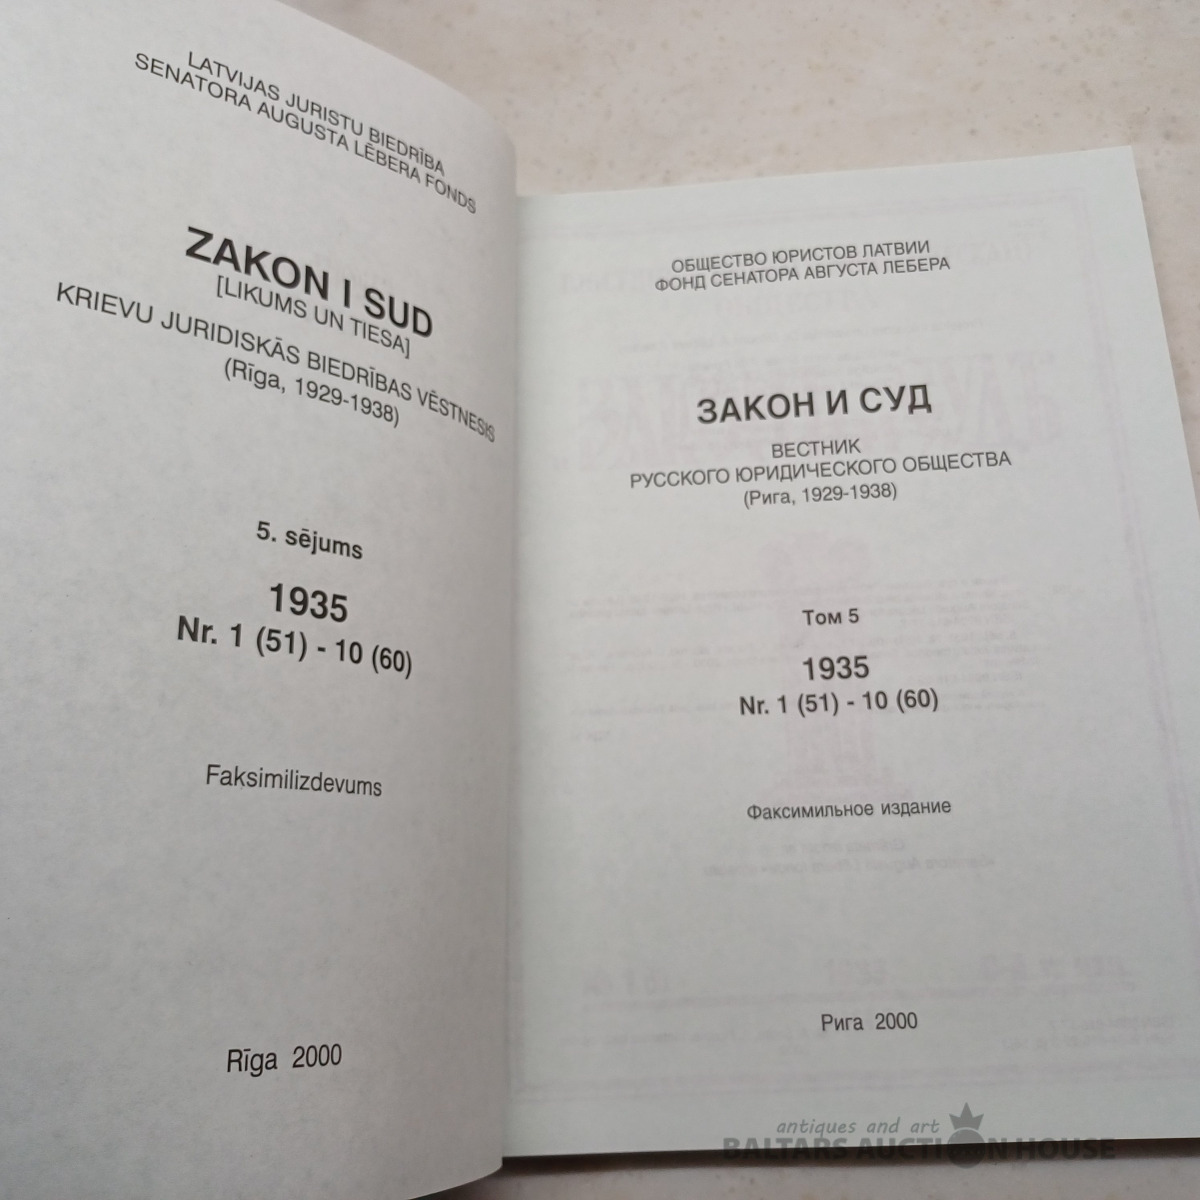 LATVIJAS JURISTU BIEDRĪBA
SENATORA AUGUSTA LĒBERA FONDS
ZAKON I SUD
[LIKUMS UN TIESA]
KRIEVU JURIDISKĀS BIEDRĪBAS VĒSTNESIS
(Rīga, 1929-1938)
5. sējums
1935
Nr. 1 (51) - 10 (60)
Faksimilizdevums
Rīga 2000
ОБЩЕСТВО ЮРИСТОВ ЛАТВИИ
ФОНД СЕНАТОРА АВГУСТА ЛЕБЕРА
ЗАКОН И СУД
ВЕСТНИК
РУССКОГО ЮРИДИЧЕСКОГО ОБЩЕСТВА
(Рига, 1929-1938)
Том 5
1935
Nr. 1 (51) - 10 (60)
Факсимильное издание
Рига 2000
antiques and art
BALTARS AUCTION HOUSE